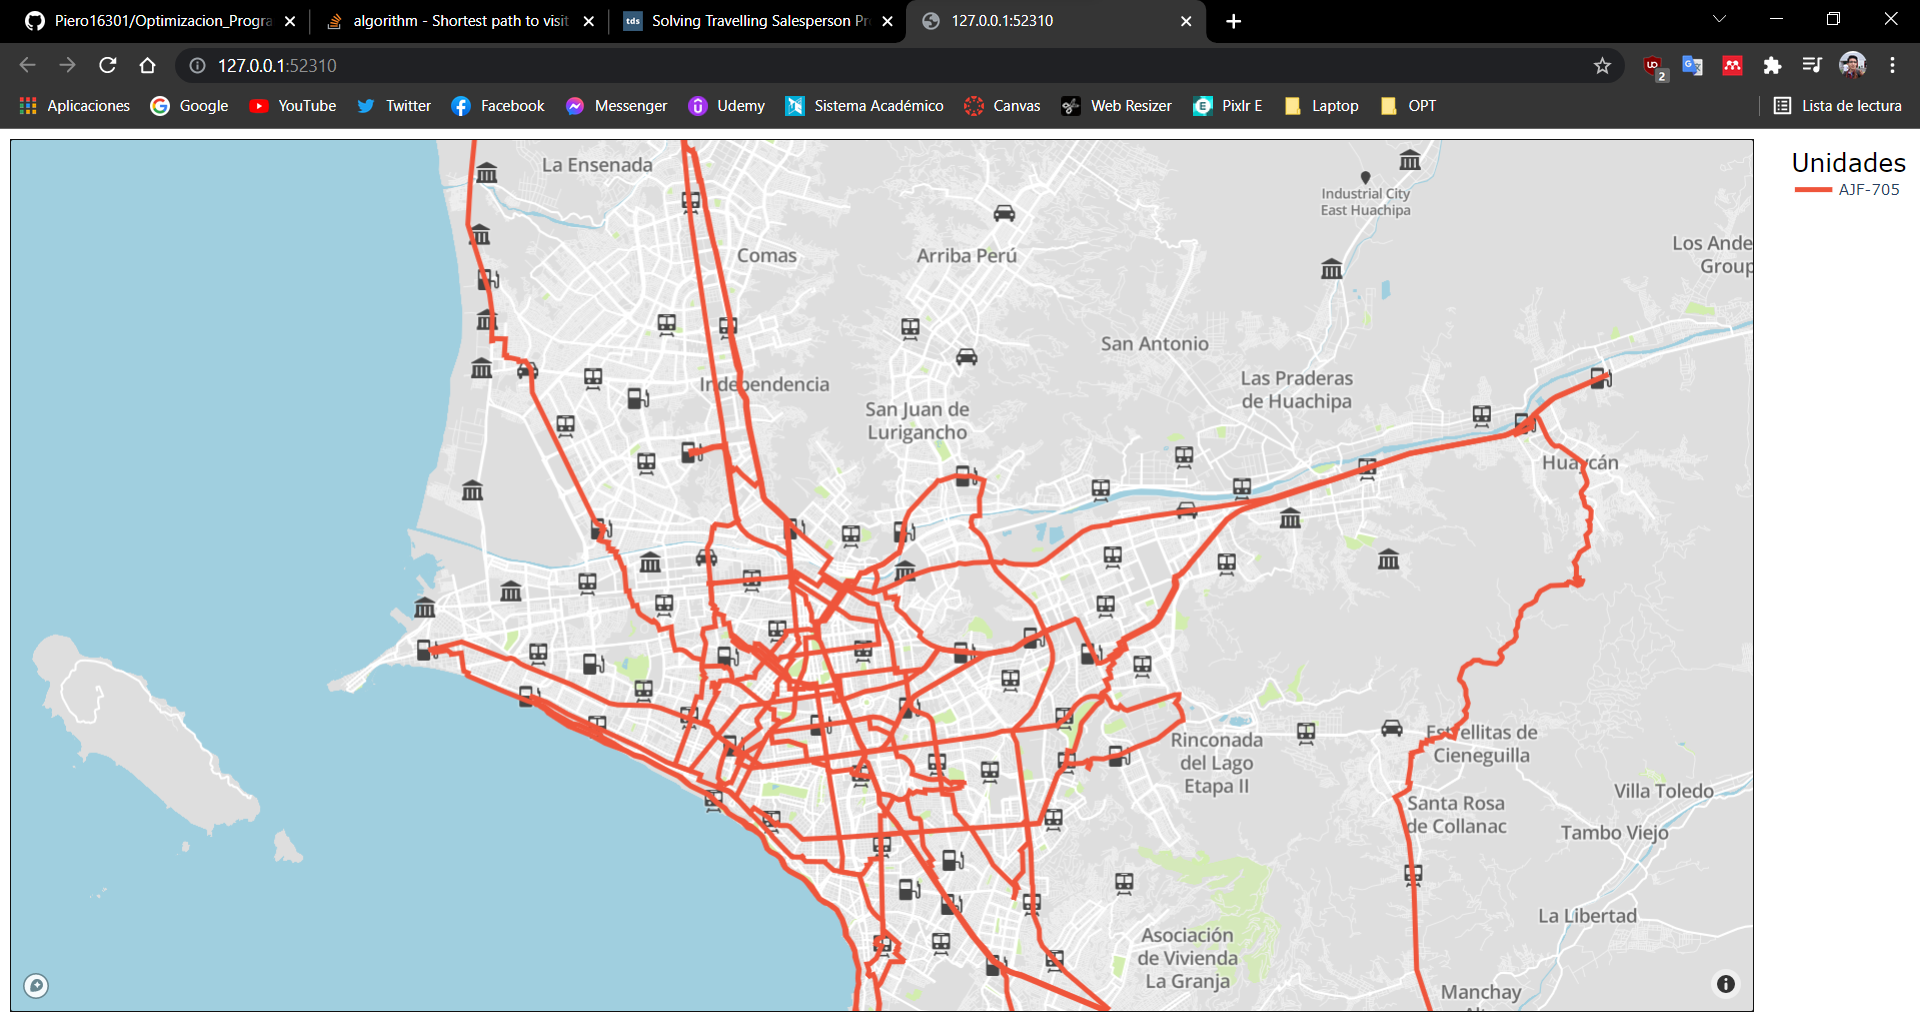 Piero16301/Optimizacion_Progra
algorithm - Shortest path to visit
tds
Solving Travelling Salesperson Pr
127.0.0.1:52310
127.0.0.1:52310
2
Aplicaciones
Google
YouTube
Twitter
Facebook
Messenger
Udemy
Sistema Académico
Canvas
Web Resizer
Pixlr E
Laptop
OPT
Lista de lectura
Unidades
AJF-705
La Ensenada
Industrial City
East Huachipa
Comas
Arriba Perú
Los Ande
Group
San Antonio
Independencia
Las Praderas
de Huachipa
San Juan de
Lurigancho
Huaycán
Rinconada
del Lago
Etapa II
Estrellitas de
Cieneguilla
Villa Toledo
Santa Rosa
de Collanac
Tambo Viejo
La Libertad
Asociación
de Vivienda
La Granja
Manchay